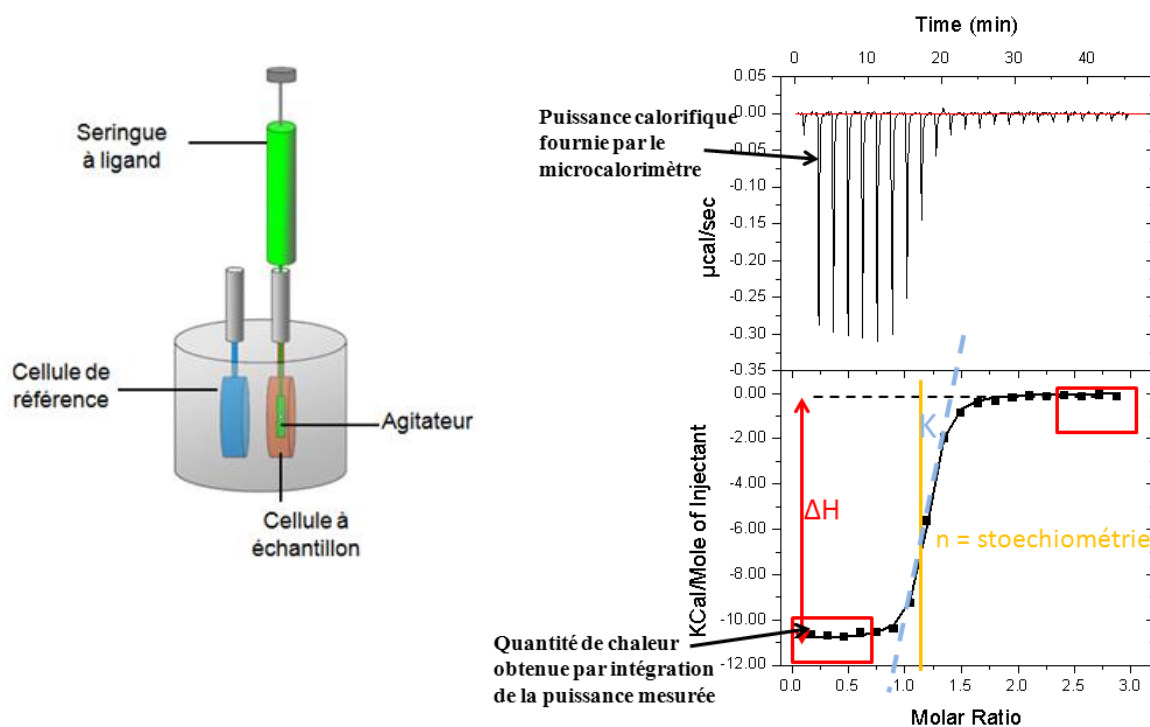 Seringue
à ligand
Cellule de
référence
Agitateur
Cellule à
échantillon
Time (min)
0 10 20 30 40
0.05
0.00
-0.05
-0.10
-0.15
-0.20
-0.25
-0.30
-0.35
µcal/sec
Puissance calorifique
fournie par le
microcalorimètre
0.00
-2.00
-4.00
-6.00
-8.00
-10.00
-12.00
KCal/Mole of Injectant
K
ΔH
n = stoechiométrie
Quantité de chaleur
obtenue par intégration
de la puissance mesurée
0.0 0.5 1.0 1.5 2.0 2.5 3.0
Molar Ratio